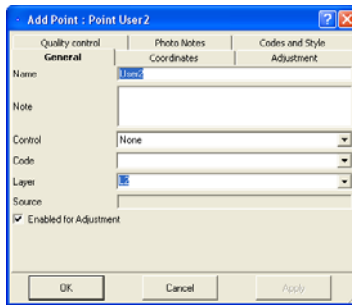 Add Point : Point User2
Quality control Photo Notes Codes and Style
General Coordinates Adjustment
Name User2
Note
Control None
Code
Layer L2
Source
Enabled for Adjustment
OK Cancel Apply